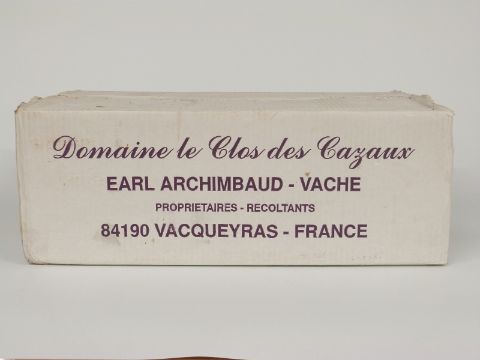 Domaine le Clos des Cazaux
EARL ARCHIMBAUD - VACHE
PROPRIETAIRES - RECOLTANTS
84190 VACQUEYRAS - FRANCE